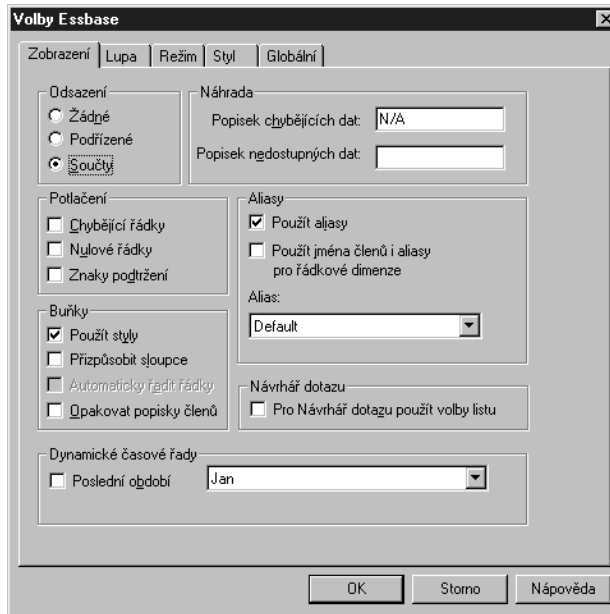 Volby Essbase
Zobrazení Lupa Režim Styl Globální
Odsazení
Žádné
Podřízené
Součty
Náhrada
Popisek chybějících dat: N/A
Popisek nedostupných dat:
Potlačení
Chybějící řádky
Nulové řádky
Znaky podtržení
Aliasy
Použít aliasy
Použít jména členů i aliasy
pro řádkové dimenze
Alias:
Default
Buňky
Použít styly
Přizpůsobit sloupce
Automaticky řadit řádky
Opakovat popisky členů
Návrhář dotazu
Pro Návrhář dotazu použít volby listu
Dynamické časové řady
Poslední období Jan
OK Storno Nápověda